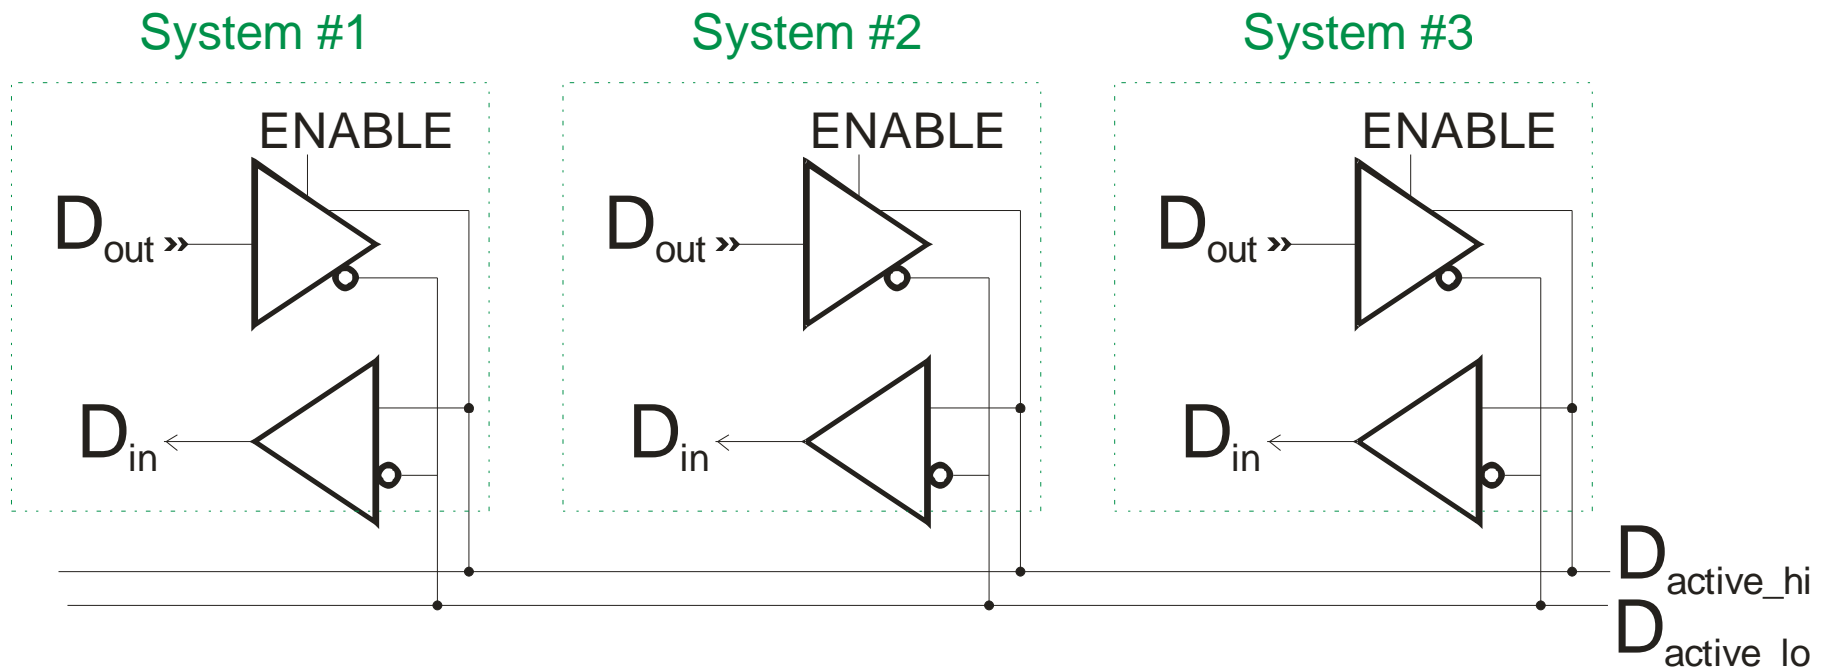 System #1 System #2 System #3
ENABLE ENABLE ENABLE
Dout Dout Dout
Din Din Din
Dactive_hi
Dactive_lo